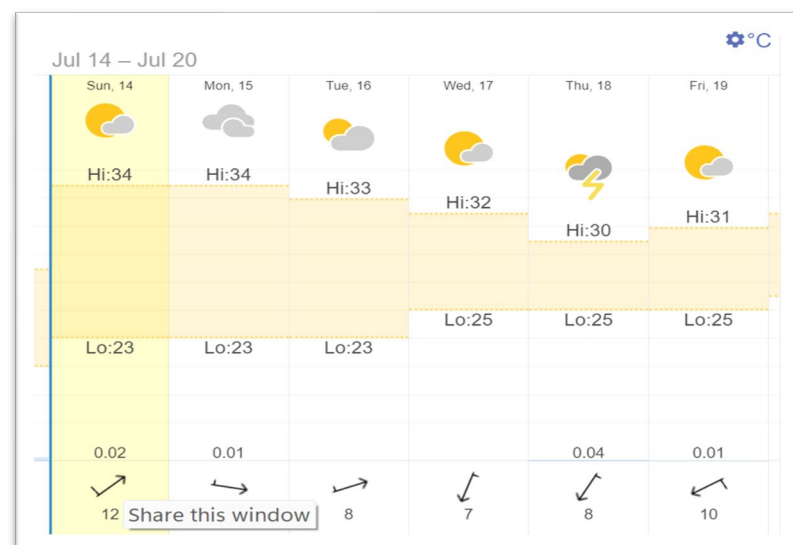 °C
Jul 14 – Jul 20
Sun, 14 Mon, 15 Tue, 16 Wed, 17 Thu, 18 Fri, 19
Hi:34 Hi:34 Hi:33 Hi:32 Hi:30 Hi:31
Lo:23 Lo:23 Lo:23 Lo:25 Lo:25 Lo:25
0.02 0.01 0.04 0.01
12 8 7 8 10
Share this window